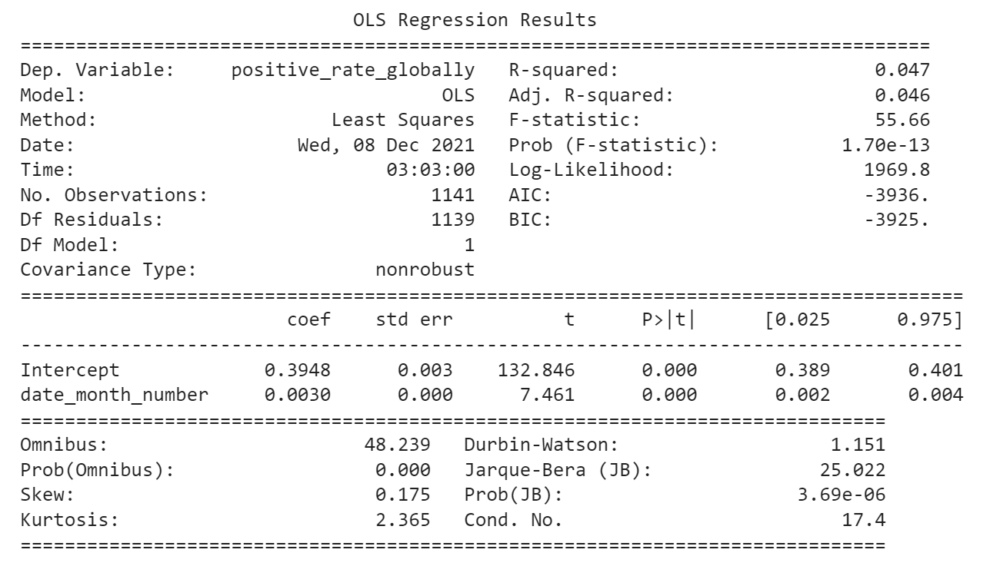 OLS Regression Results
==============================================================================
Dep. Variable: positive_rate_globally R-squared: 0.047
Model: OLS Adj. R-squared: 0.046
Method: Least Squares F-statistic: 55.66
Date: Wed, 08 Dec 2021 Prob (F-statistic): 1.70e-13
Time: 03:03:00 Log-Likelihood: 1969.8
No. Observations: 1141 AIC: -3936.
Df Residuals: 1139 BIC: -3925.
Df Model: 1
Covariance Type: nonrobust
==============================================================================
coef std err t P>|t| [0.025 0.975]
------------------------------------------------------------------------------
Intercept 0.3948 0.003 132.846 0.000 0.389 0.401
date_month_number 0.0030 0.000 7.461 0.000 0.002 0.004
==============================================================================
Omnibus: 48.239 Durbin-Watson: 1.151
Prob(Omnibus): 0.000 Jarque-Bera (JB): 25.022
Skew: 0.175 Prob(JB): 3.69e-06
Kurtosis: 2.365 Cond. No. 17.4
==============================================================================